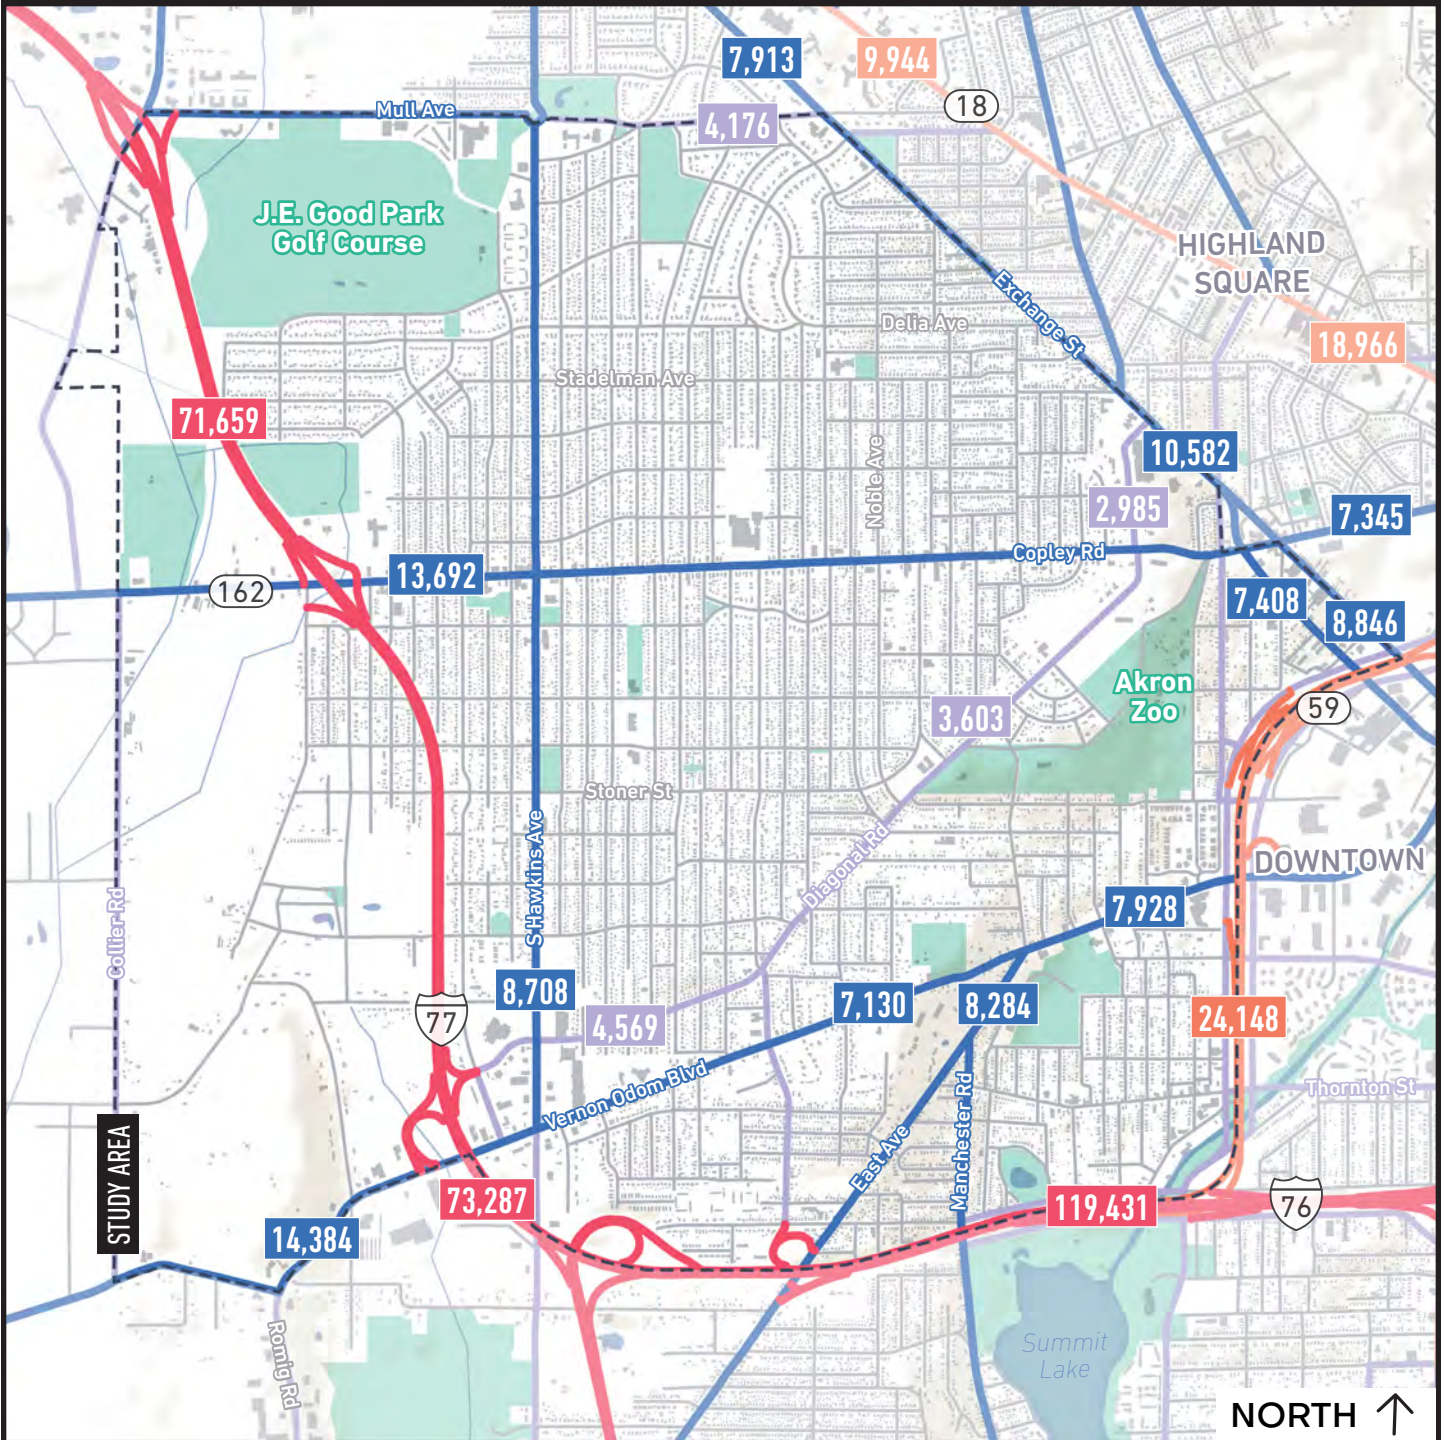 7,913
9,944
18
Mull Ave
4,176
J.E. Good Park
Golf Course
HIGHLAND
SQUARE
Exchange St
Delia Ave
18,966
Stadelman Ave
71,659
10,582
Noble Ave
2,985
7,345
Copley Rd
13,692
162
7,408
8,846
Akron
Zoo
3,603
59
Stoner St
S Hawkins Ave
Diagonal Rd
DOWNTOWN
Collier Rd
7,928
8,708
7,130
8,284
77
4,569
24,148
Vernon Odom Blvd
Thornton St
STUDY AREA
East Ave
Manchester Rd
73,287
119,431
76
14,384
Romig Rd
Summit
Lake
NORTH